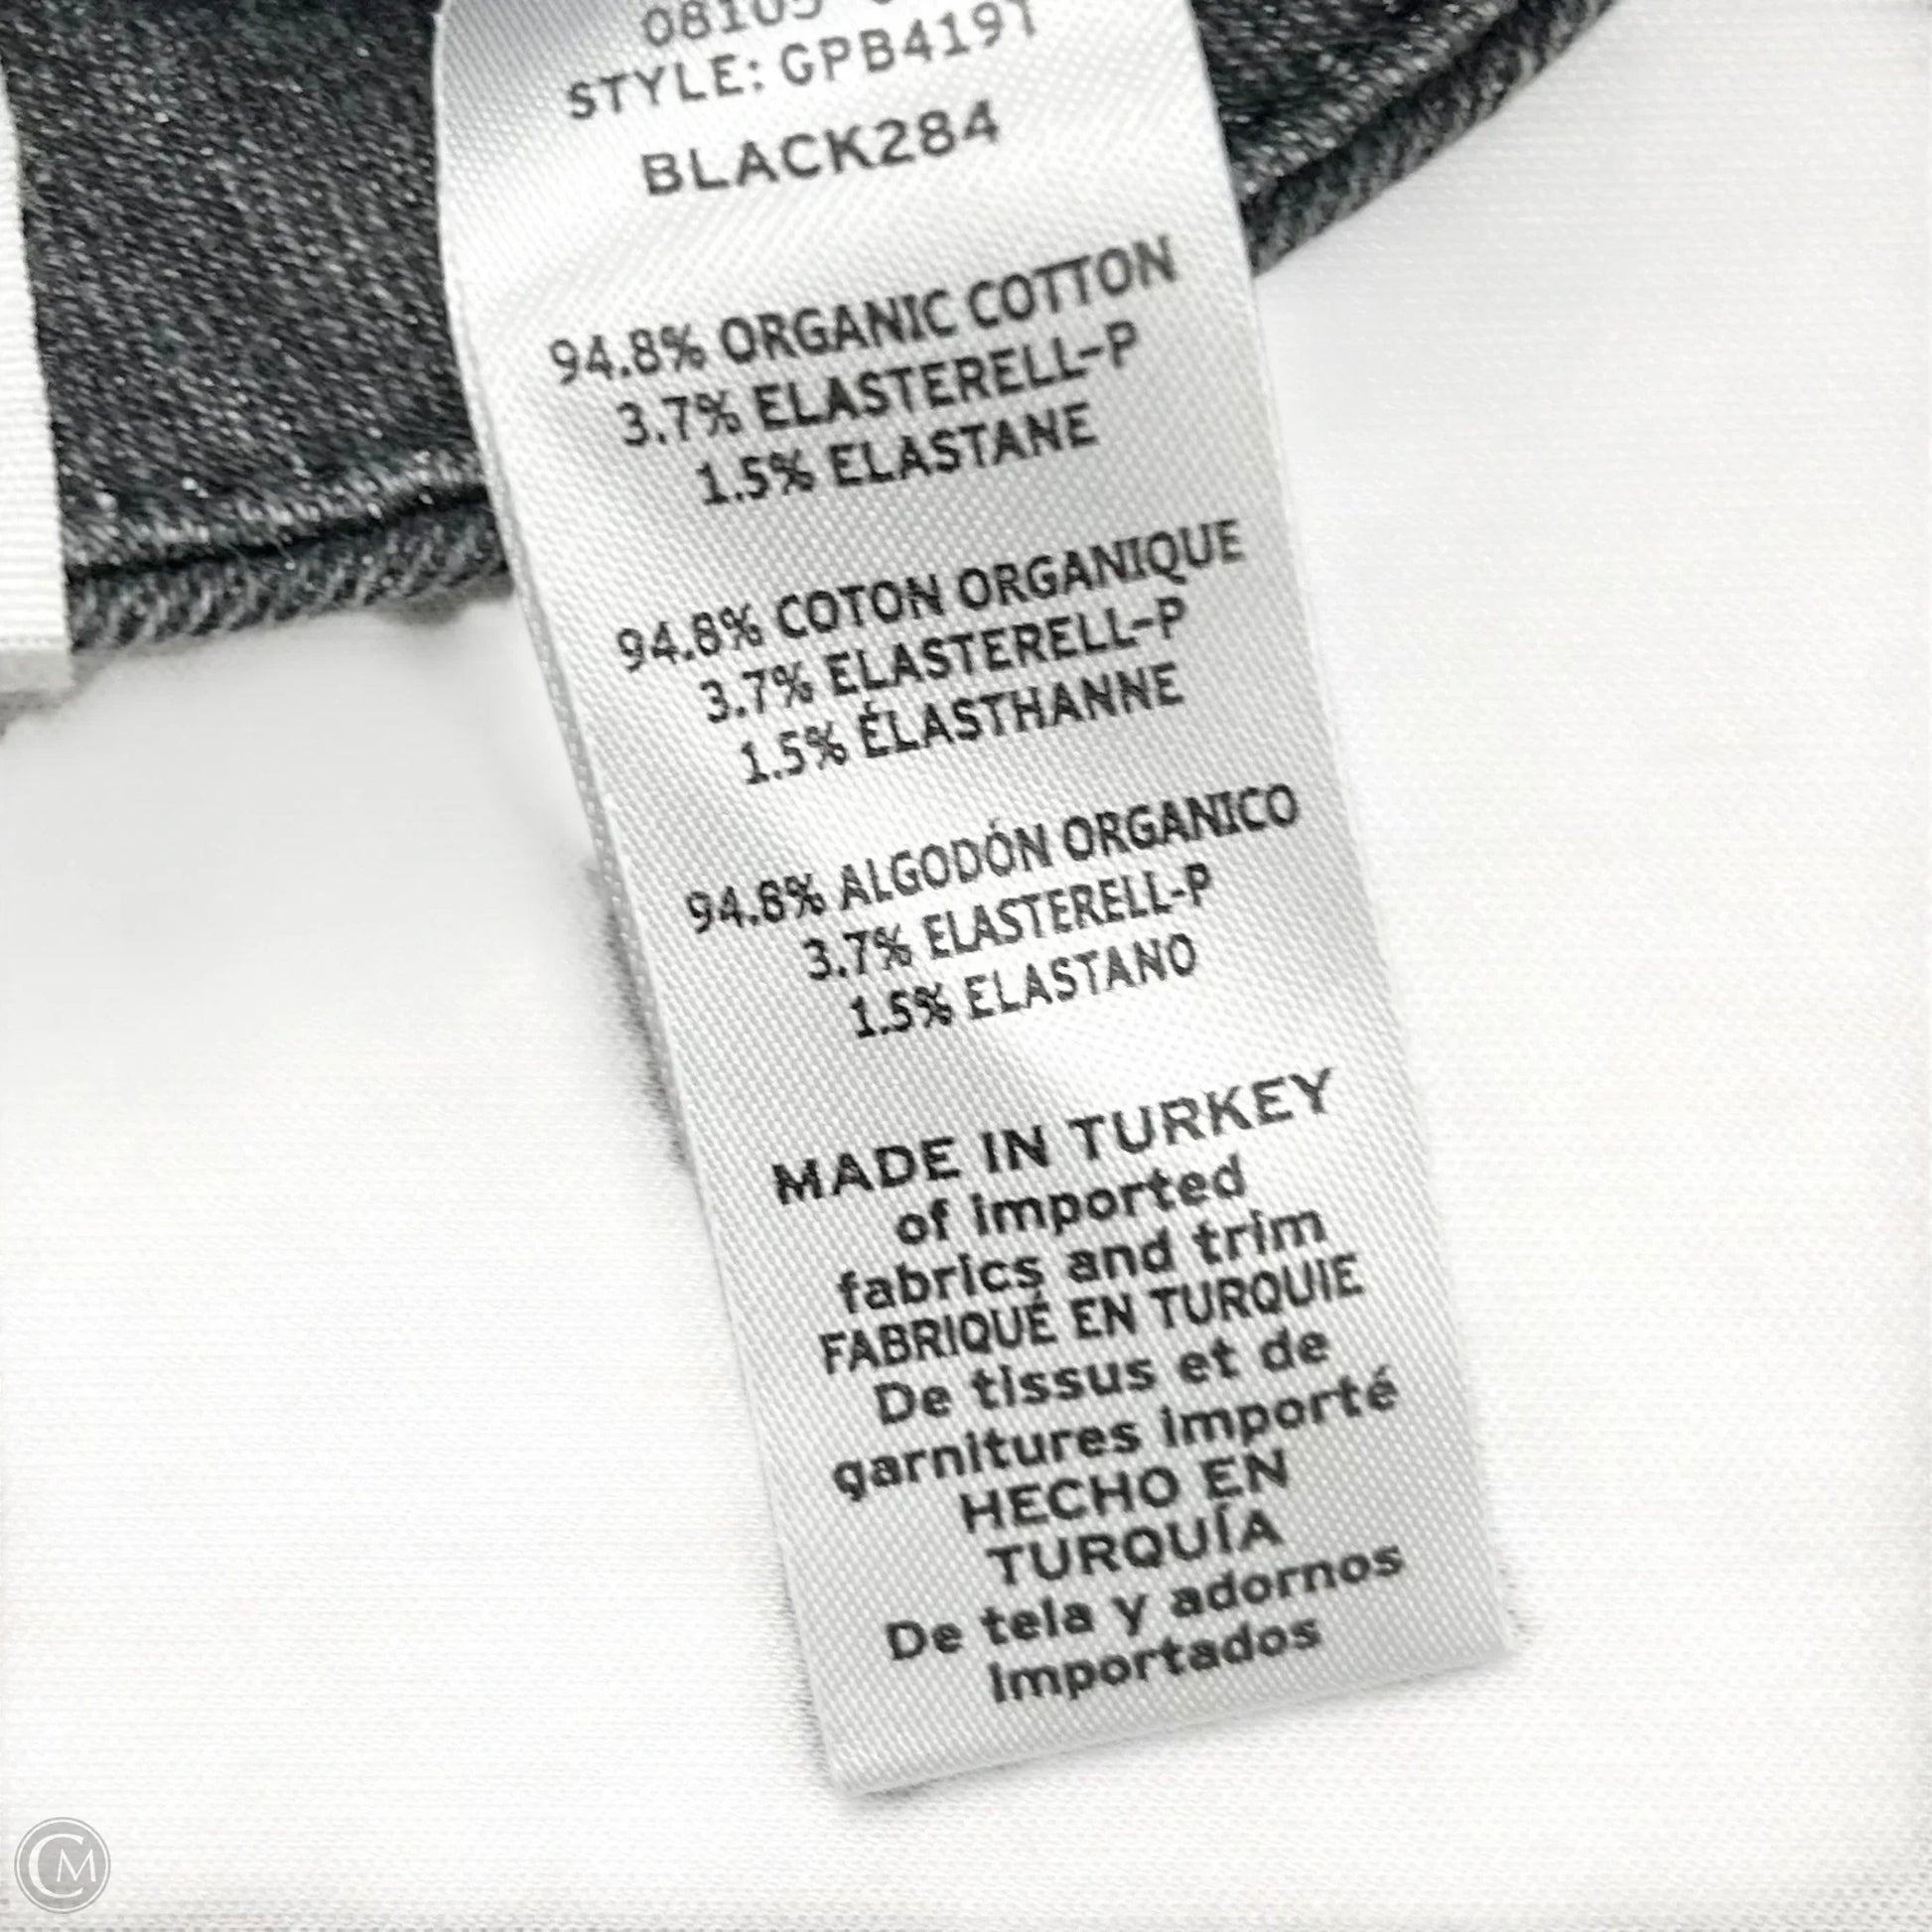 STYLE: GPB419T
BLACK284
94.8% ORGANIC COTTON
3.7% ELASTERELL-P
1.5% ELASTANE
94.8% COTON ORGANIQUE
3.7% ELASTERELL-P
1.5% ÉLASTHANNE
94.8% ALGODÓN ORGANICO
3.7% ELASTERELL-P
1.5% ELASTANO
MADE IN TURKEY
of imported
fabrics and trim
FABRIQUÉ EN TURQUIE
De tissus et de
garnitures importé
HECHO EN
TURQUÍA
De tela y adornos
Importados
CM